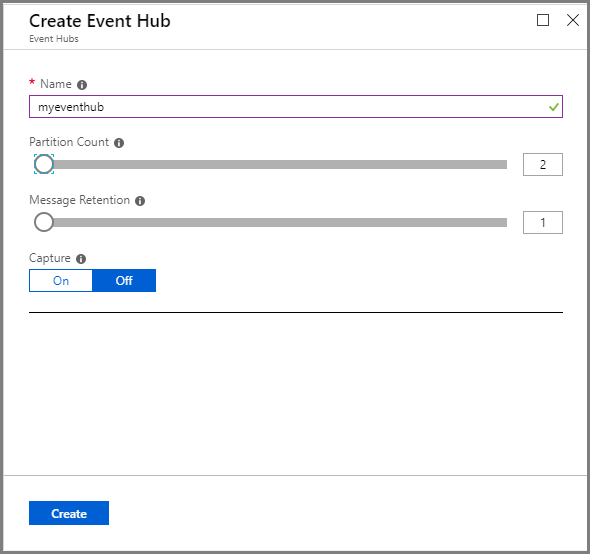 Create Event Hub
Event Hubs
* Name
myeventhub
Partition Count
2
Message Retention
1
Capture
On Off
Create